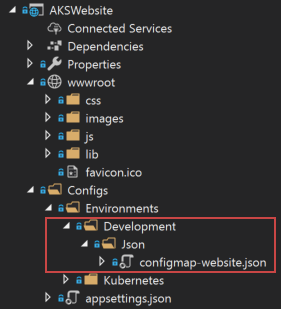 AKSWebsite
Connected Services
Dependencies
Properties
wwwroot
css
images
js
lib
favicon.ico
Configs
Environments
Development
Json
configmap-website.json
Kubernetes
appsettings.json